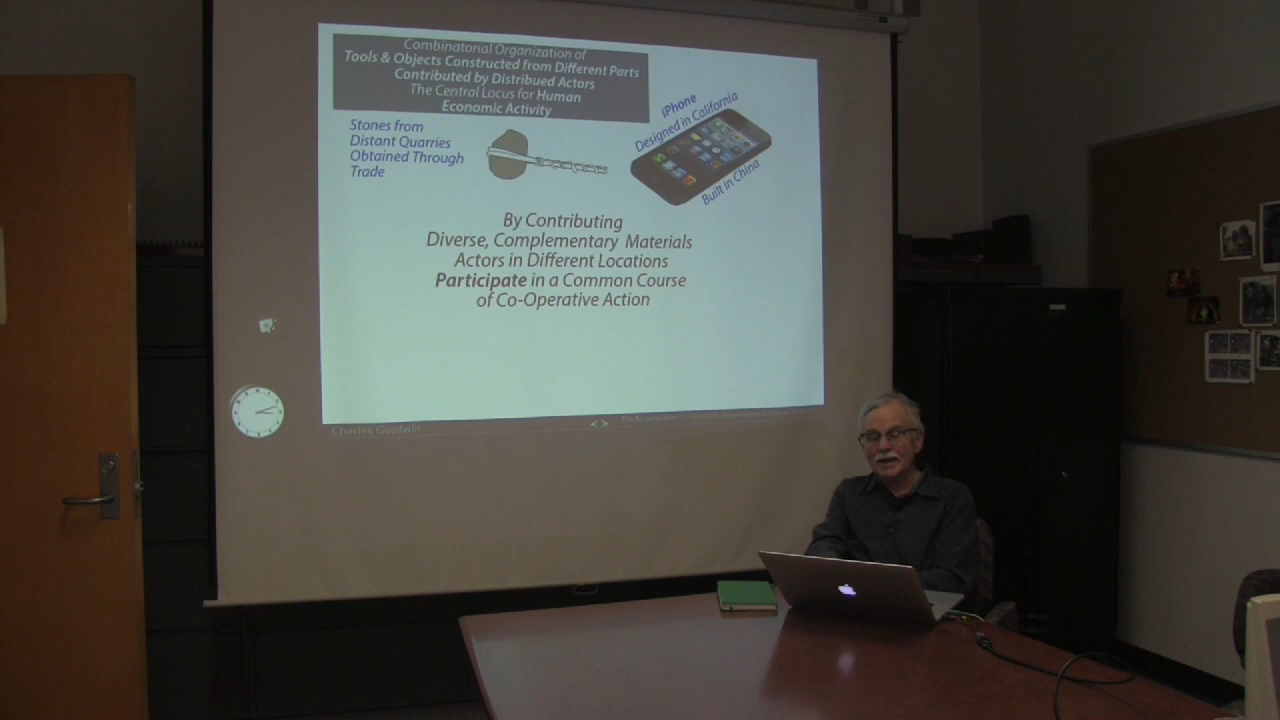 Combinatorial Organization of
Tools & Objects Constructed from Different Parts
Contributed by Distribued Actors
The Central Locus for Human
Economic Activity
Stones from
Distant Quarries
Obtained Through
Trade
iPhone
Designed in California
Built in China
By Contributing
Diverse, Complementary Materials
Actors in Different Locations
Participate in a Common Course
of Co-Operative Action
Charles Goodwin